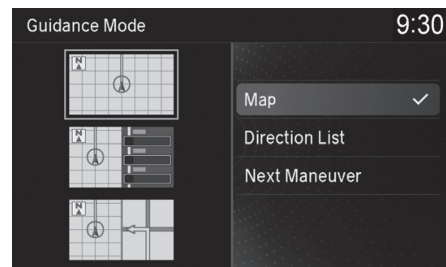 Guidance Mode
9:30
N
N
N
Map
Direction List
Next Maneuver